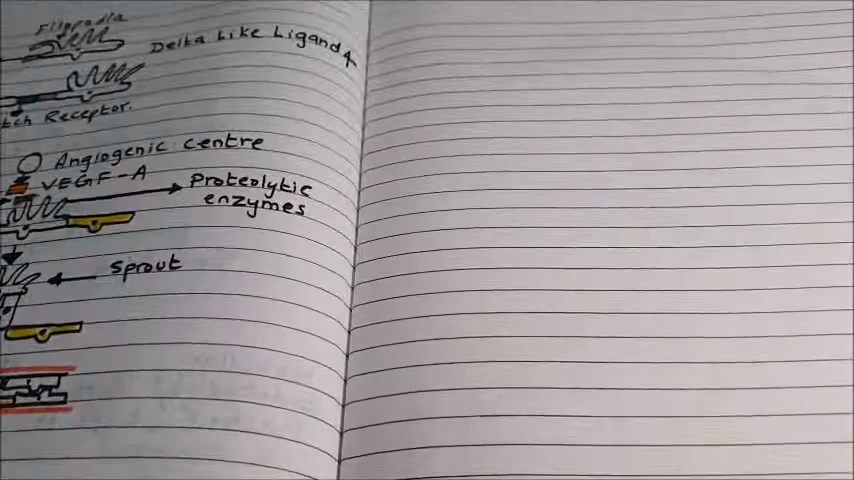 Filopodia
Delta Like Ligand 4
Receptor.
Angiogenic centre
VEGF-A
Proteolytic
enzymes
Sprout